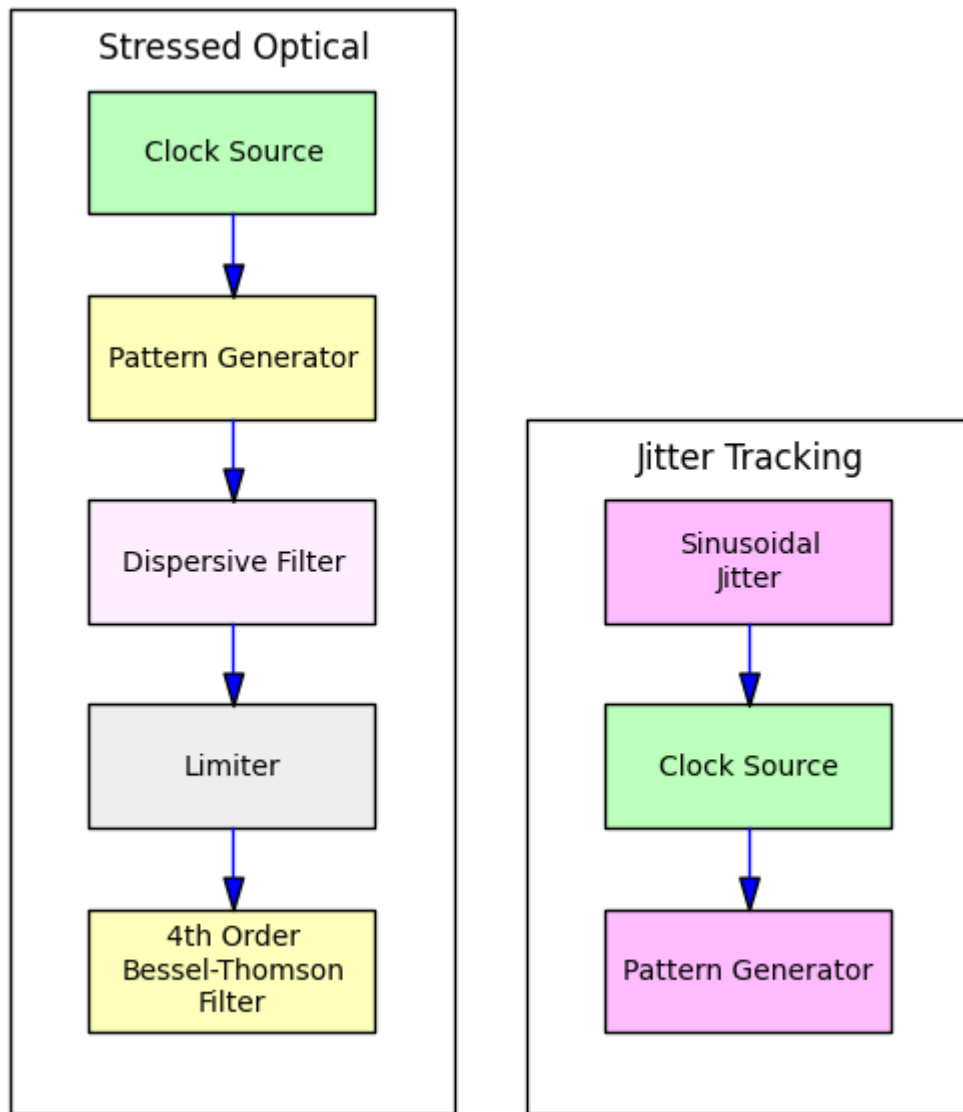 Stressed Optical
Clock Source
Pattern Generator
Dispersive Filter
Limiter
4th Order
Bessel-Thomson
Filter
Jitter Tracking
Sinusoidal
Jitter
Clock Source
Pattern Generator